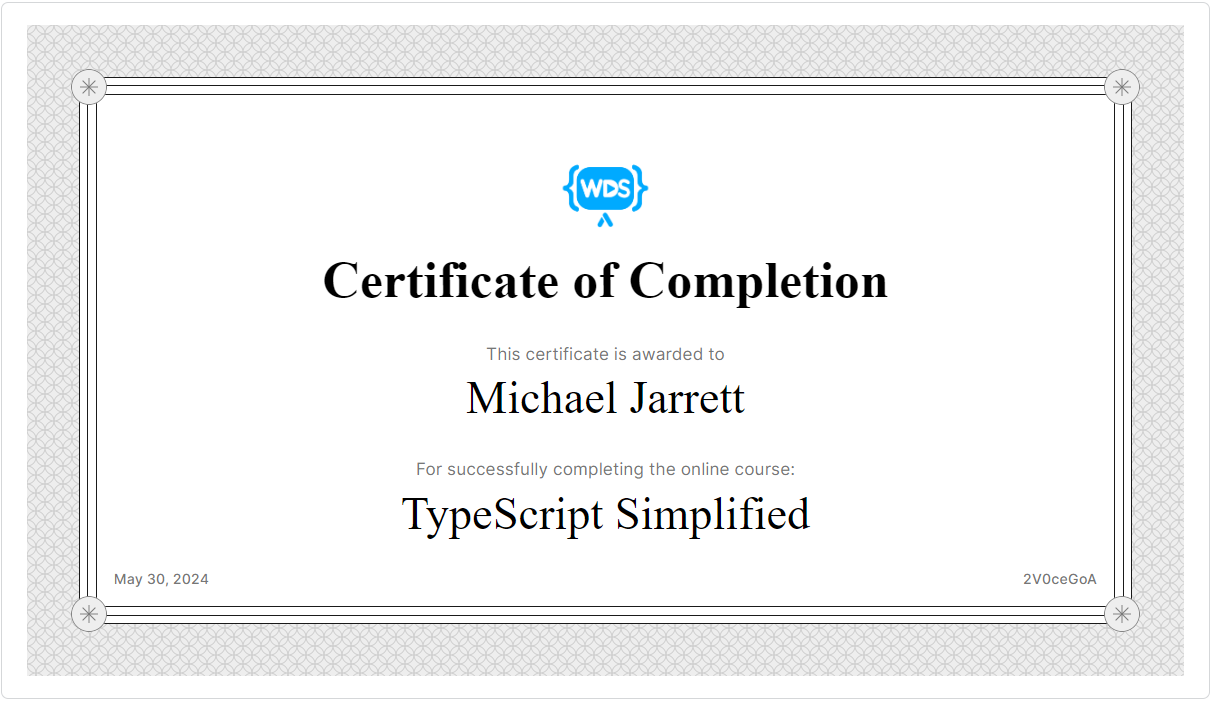 WDS
Certificate of Completion
This certificate is awarded to
Michael Jarrett
For successfully completing the online course:
TypeScript Simplified
May 30, 2024
2V0ceGoA